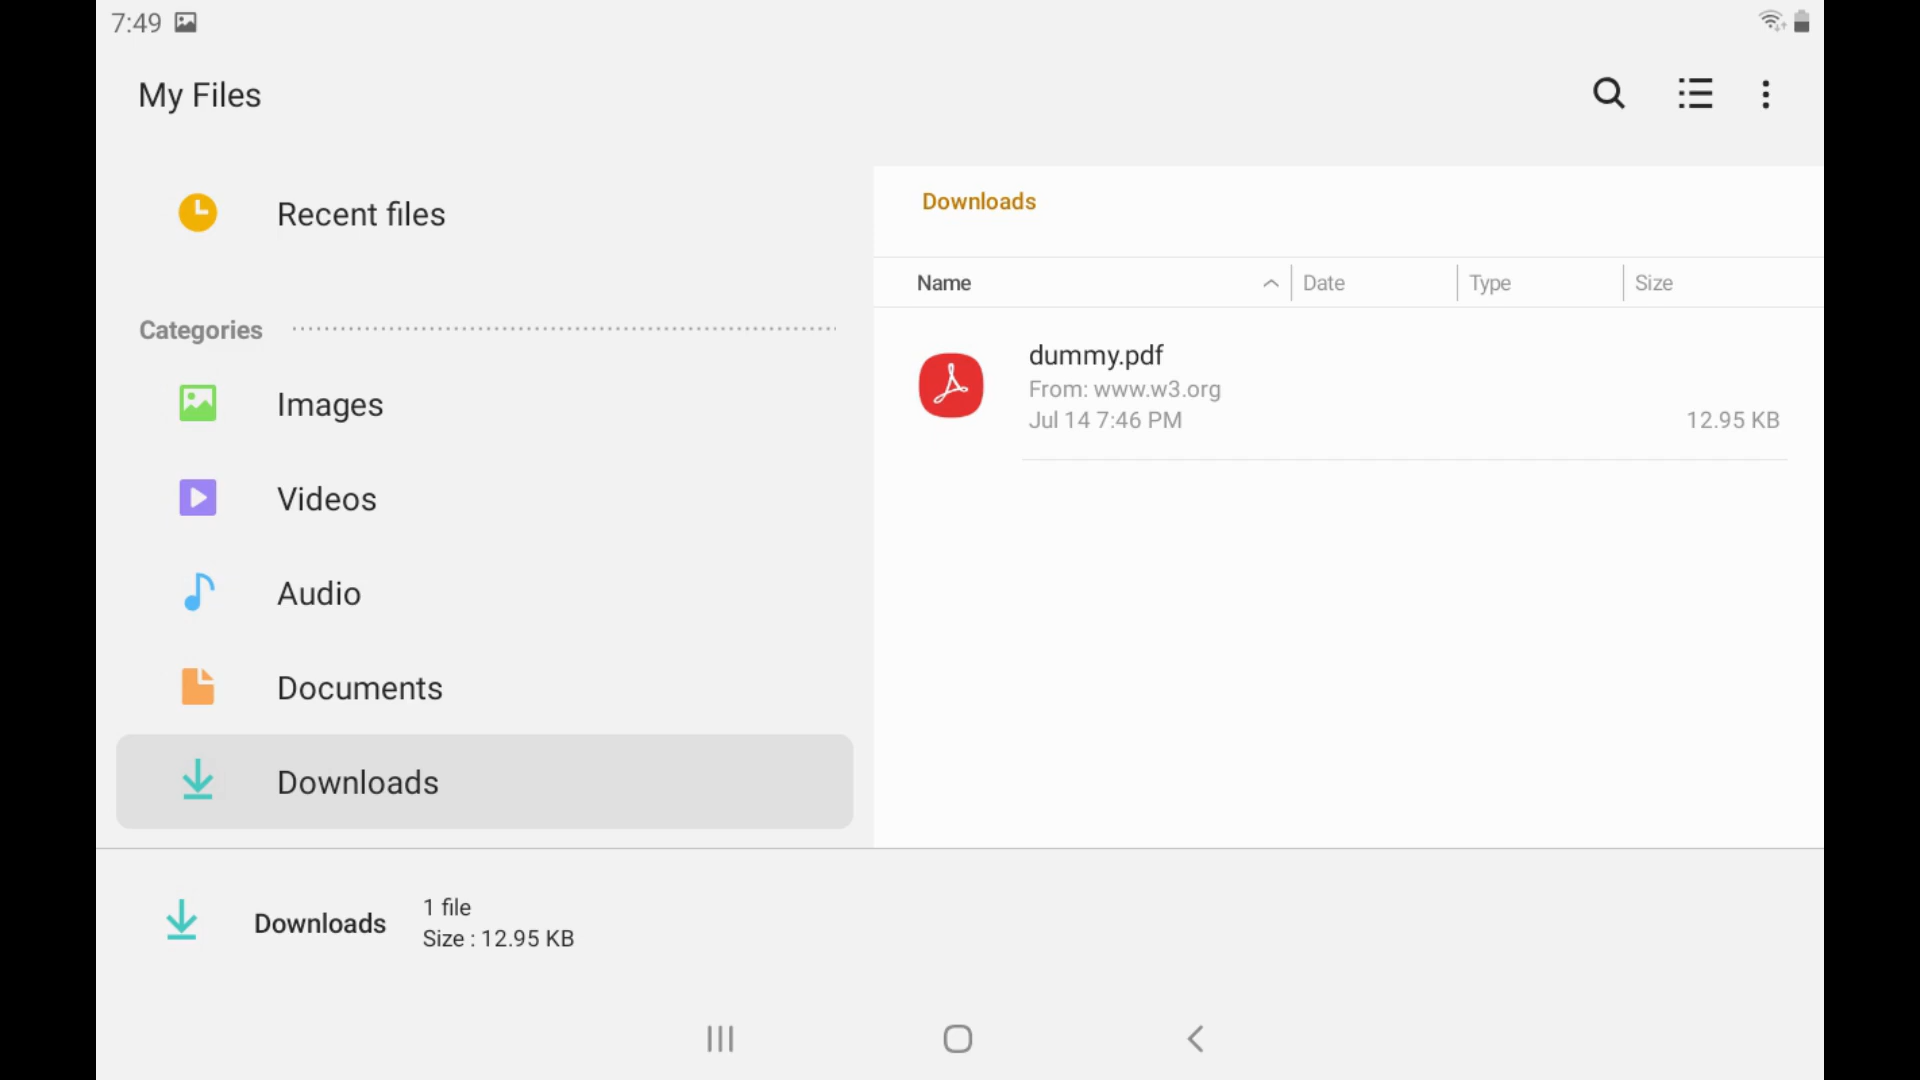 7:49
My Files
Recent files
Categories
Images
Videos
Audio
Documents
Downloads
Downloads
Name
Date
Type
Size
dummy.pdf
From: www.w3.org
Jul 14 7:46 PM
12.95 KB
Downloads
1 file
Size : 12.95 KB